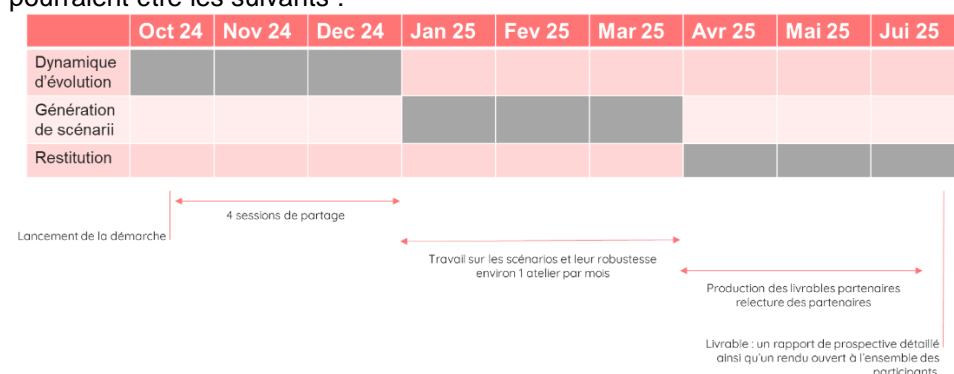 pourraient être les suivants :
Oct 24 Nov 24 Dec 24 Jan 25 Fev 25 Mar 25 Avr 25 Mai 25 Jui 25
Dynamique
d'évolution
Génération
de scénarii
Restitution
4 sessions de partage
Lancement de la démarche
Travail sur les scénarios et leur robustesse
environ 1 atelier par mois
Production des livrables partenaires
relecture des partenaires
Livrable : un rapport de prospective détaillé
ainsi qu'un rendu ouvert à l'ensemble des
participants